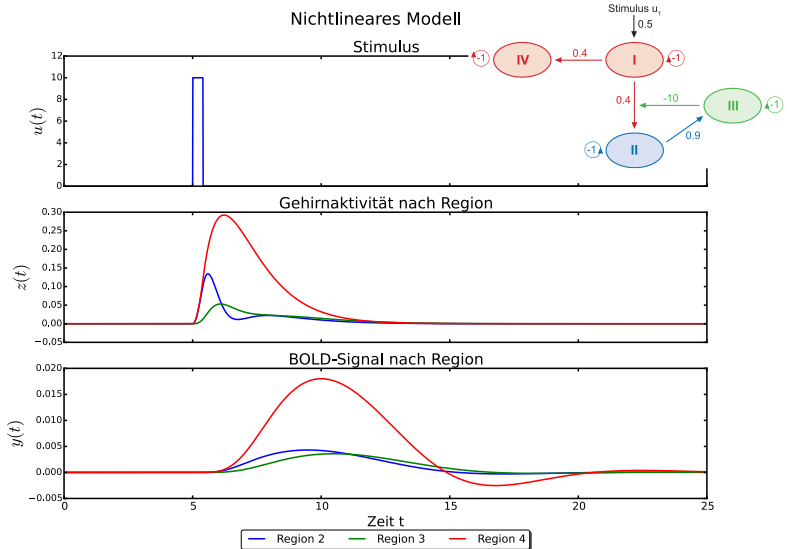 Nichtlineares Modell
Stimulus u₁
0.5
-1
IV
0.4
I
-1
0.4
-10
III
-1
-1
II
0.9
Stimulus
u(t)
12
10
8
6
4
2
0
Gehirnaktivität nach Region
z(t)
0.30
0.25
0.20
0.15
0.10
0.05
0.00
−0.05
BOLD-Signal nach Region
y(t)
0.020
0.015
0.010
0.005
0.000
−0.005
0 5 10 15 20 25
Zeit t
Region 2 Region 3 Region 4